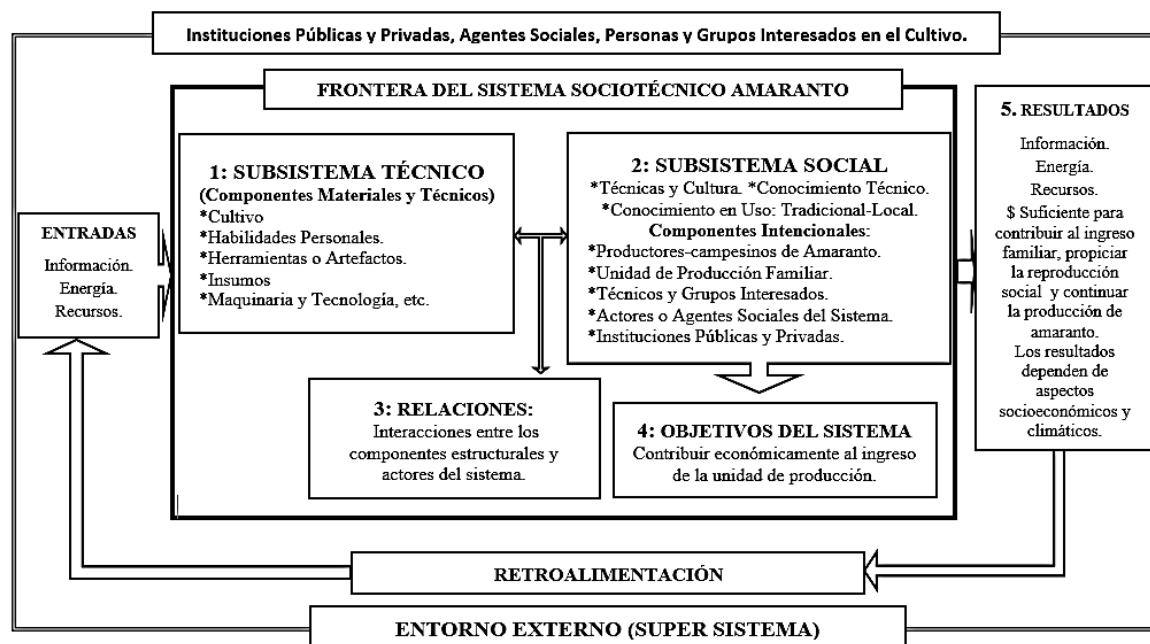 Instituciones Públicas y Privadas, Agentes Sociales, Personas y Grupos Interesados en el Cultivo.
FRONTERA DEL SISTEMA SOCIOTÉCNICO AMARANTO
ENTRADAS
Información.
Energía.
Recursos.
1: SUBSISTEMA TÉCNICO
(Componentes Materiales y Técnicos)
*Cultivo
*Habilidades Personales.
*Herramientas o Artefactos.
*Insumos
*Maquinaria y Tecnología, etc.
2: SUBSISTEMA SOCIAL
*Técnicas y Cultura. *Conocimiento Técnico.
*Conocimiento en Uso: Tradicional-Local.
Componentes Intencionales:
*Productores-campesinos de Amaranto.
*Unidad de Producción Familiar.
*Técnicos y Grupos Interesados.
*Actores o Agentes Sociales del Sistema.
*Instituciones Públicas y Privadas.
3: RELACIONES:
Interacciones entre los
componentes estructurales y
actores del sistema.
4: OBJETIVOS DEL SISTEMA
Contribuir económicamente al ingreso
de la unidad de producción.
5. RESULTADOS
Información.
Energía.
Recursos.
$ Suficiente para
contribuir al ingreso
familiar, propiciar
la reproducción
social y continuar
la producción de
amaranto.
Los resultados
dependen de
aspectos
socioeconómicos y
climáticos.
RETROALIMENTACIÓN
ENTORNO EXTERNO (SUPER SISTEMA)